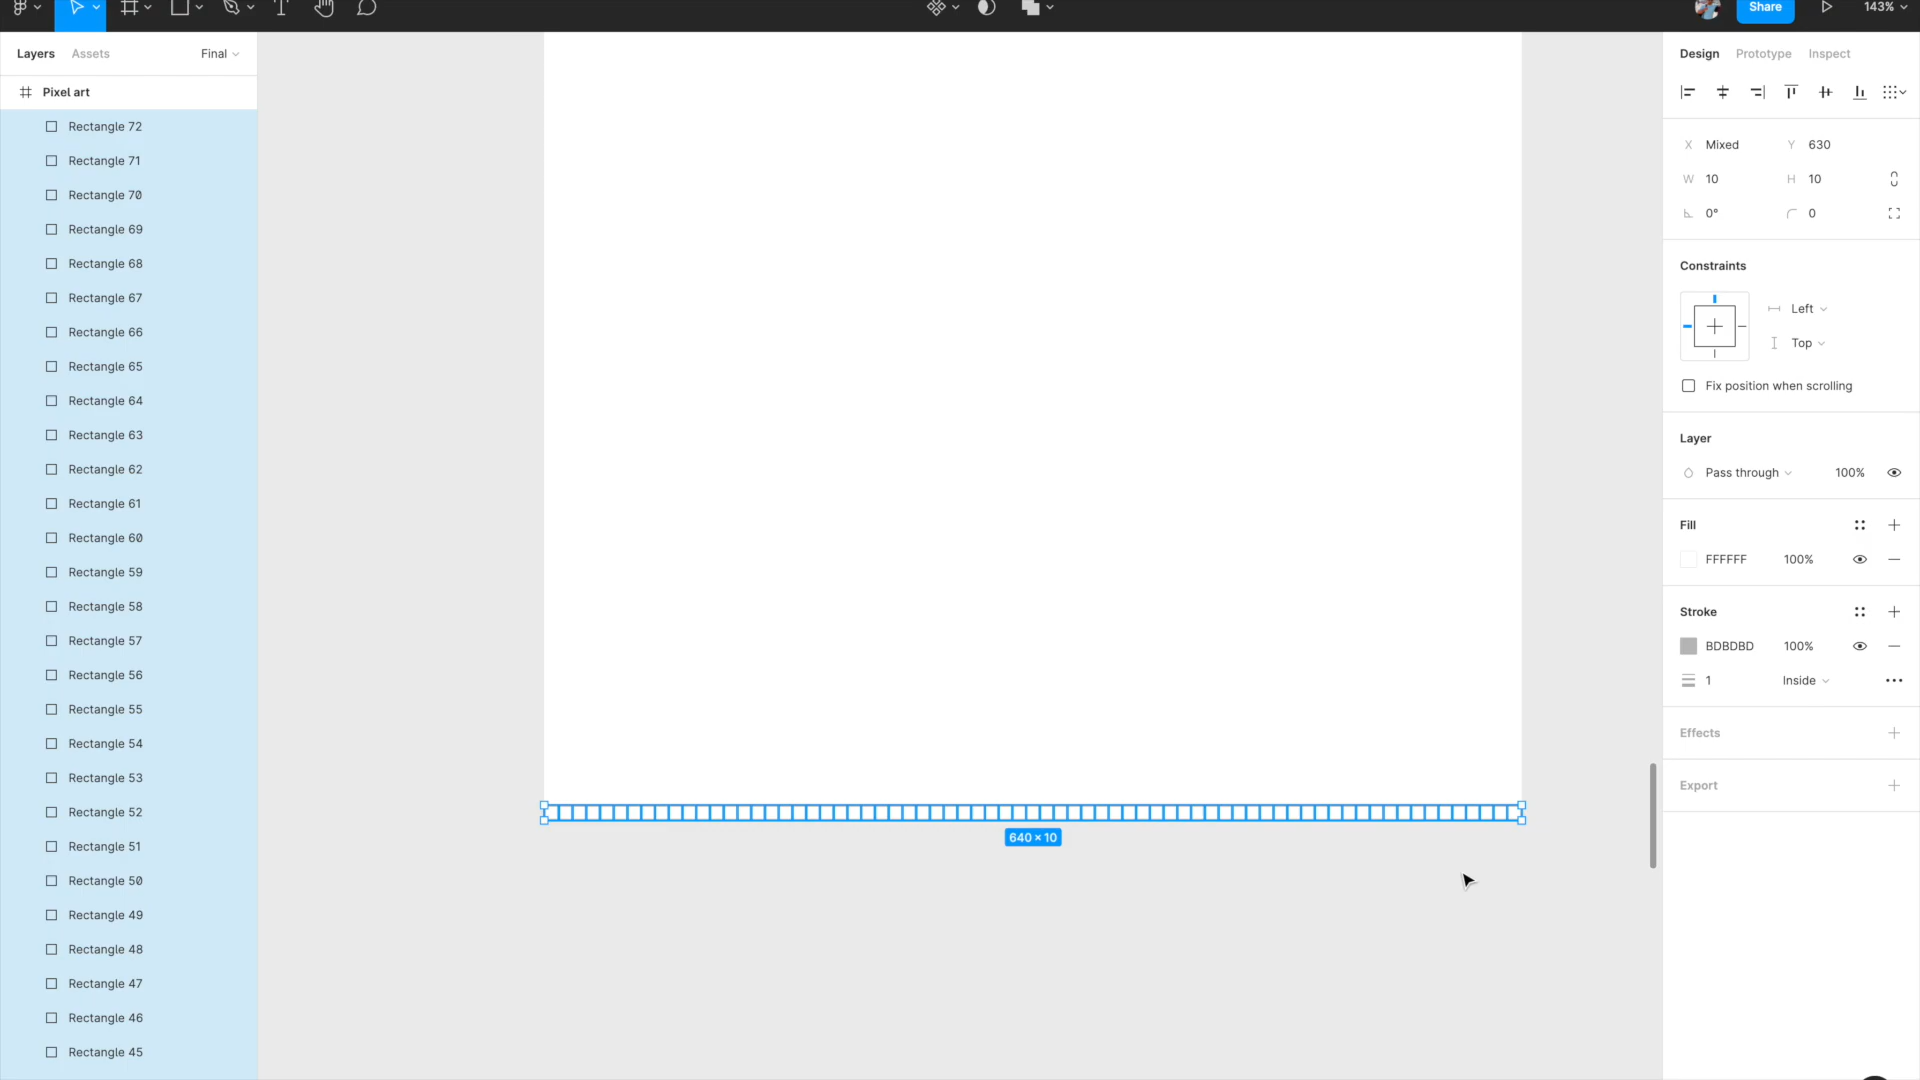 Share
143%
Layers
Assets
Final
Design
Prototype
Inspect
Pixel art
Rectangle 72
Rectangle 71
Rectangle 70
Rectangle 69
Rectangle 68
Rectangle 67
Rectangle 66
Rectangle 65
Rectangle 64
Rectangle 63
Rectangle 62
Rectangle 61
Rectangle 60
Rectangle 59
Rectangle 58
Rectangle 57
Rectangle 56
Rectangle 55
Rectangle 54
Rectangle 53
Rectangle 52
Rectangle 51
Rectangle 50
Rectangle 49
Rectangle 48
Rectangle 47
Rectangle 46
Rectangle 45
640 × 10
X Mixed Y 630
W 10 H 10
0° 0
Constraints
Left
Top
Fix position when scrolling
Layer
Pass through 100%
Fill
FFFFFF 100%
Stroke
BDBDBD 100%
1 Inside
Effects
Export